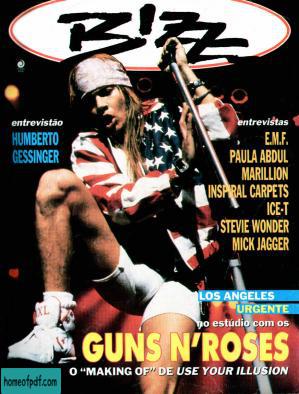 BIZZ
entrevistão
HUMBERTO
GESSINGER
entrevistas
E.M.F.
PAULA ABDUL
MARILLION
INSPIRAL CARPETS
ICE-T
STEVIE WONDER
MICK JAGGER
LOS ANGELES
URGENTE
no estúdio com os
GUNS N'ROSES
O "MAKING OF" DE USE YOUR ILLUSION
XL
homeofpdf.com